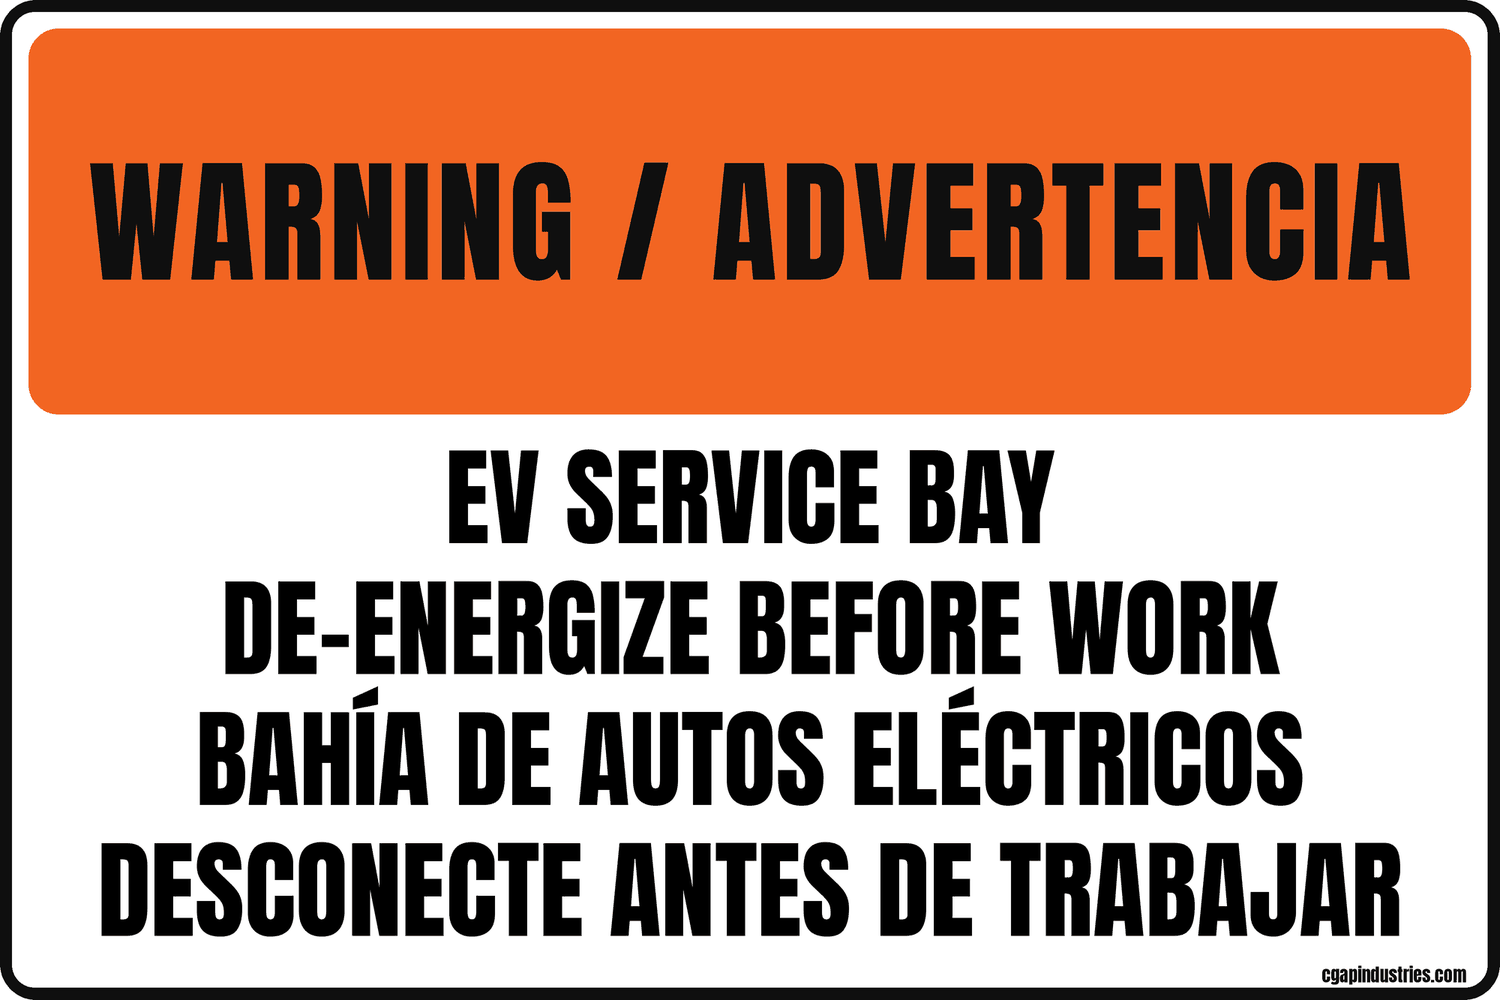 WARNING / ADVERTENCIA
EV SERVICE BAY
DE-ENERGIZE BEFORE WORK
BAHÍA DE AUTOS ELÉCTRICOS
DESCONECTE ANTES DE TRABAJAR
cgapindustries.com